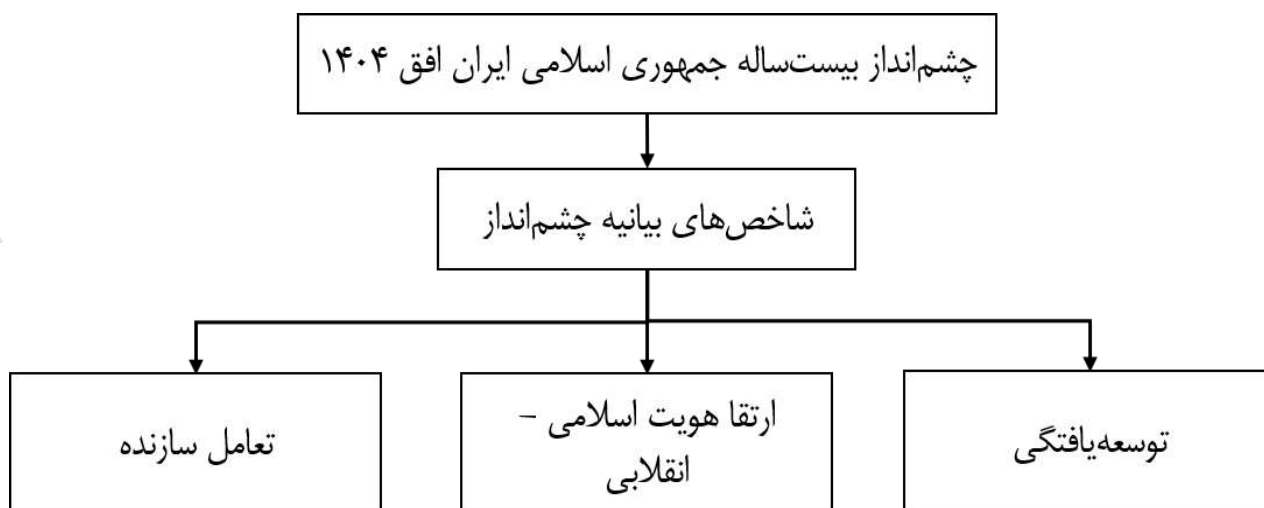 چشم‌انداز بیست‌ساله جمهوری اسلامی ایران افق ۱۴۰۴
شاخص‌های بیانیه چشم‌انداز
توسعه‌یافتگی
ارتقا هویت اسلامی –
انقلابی
تعامل سازنده